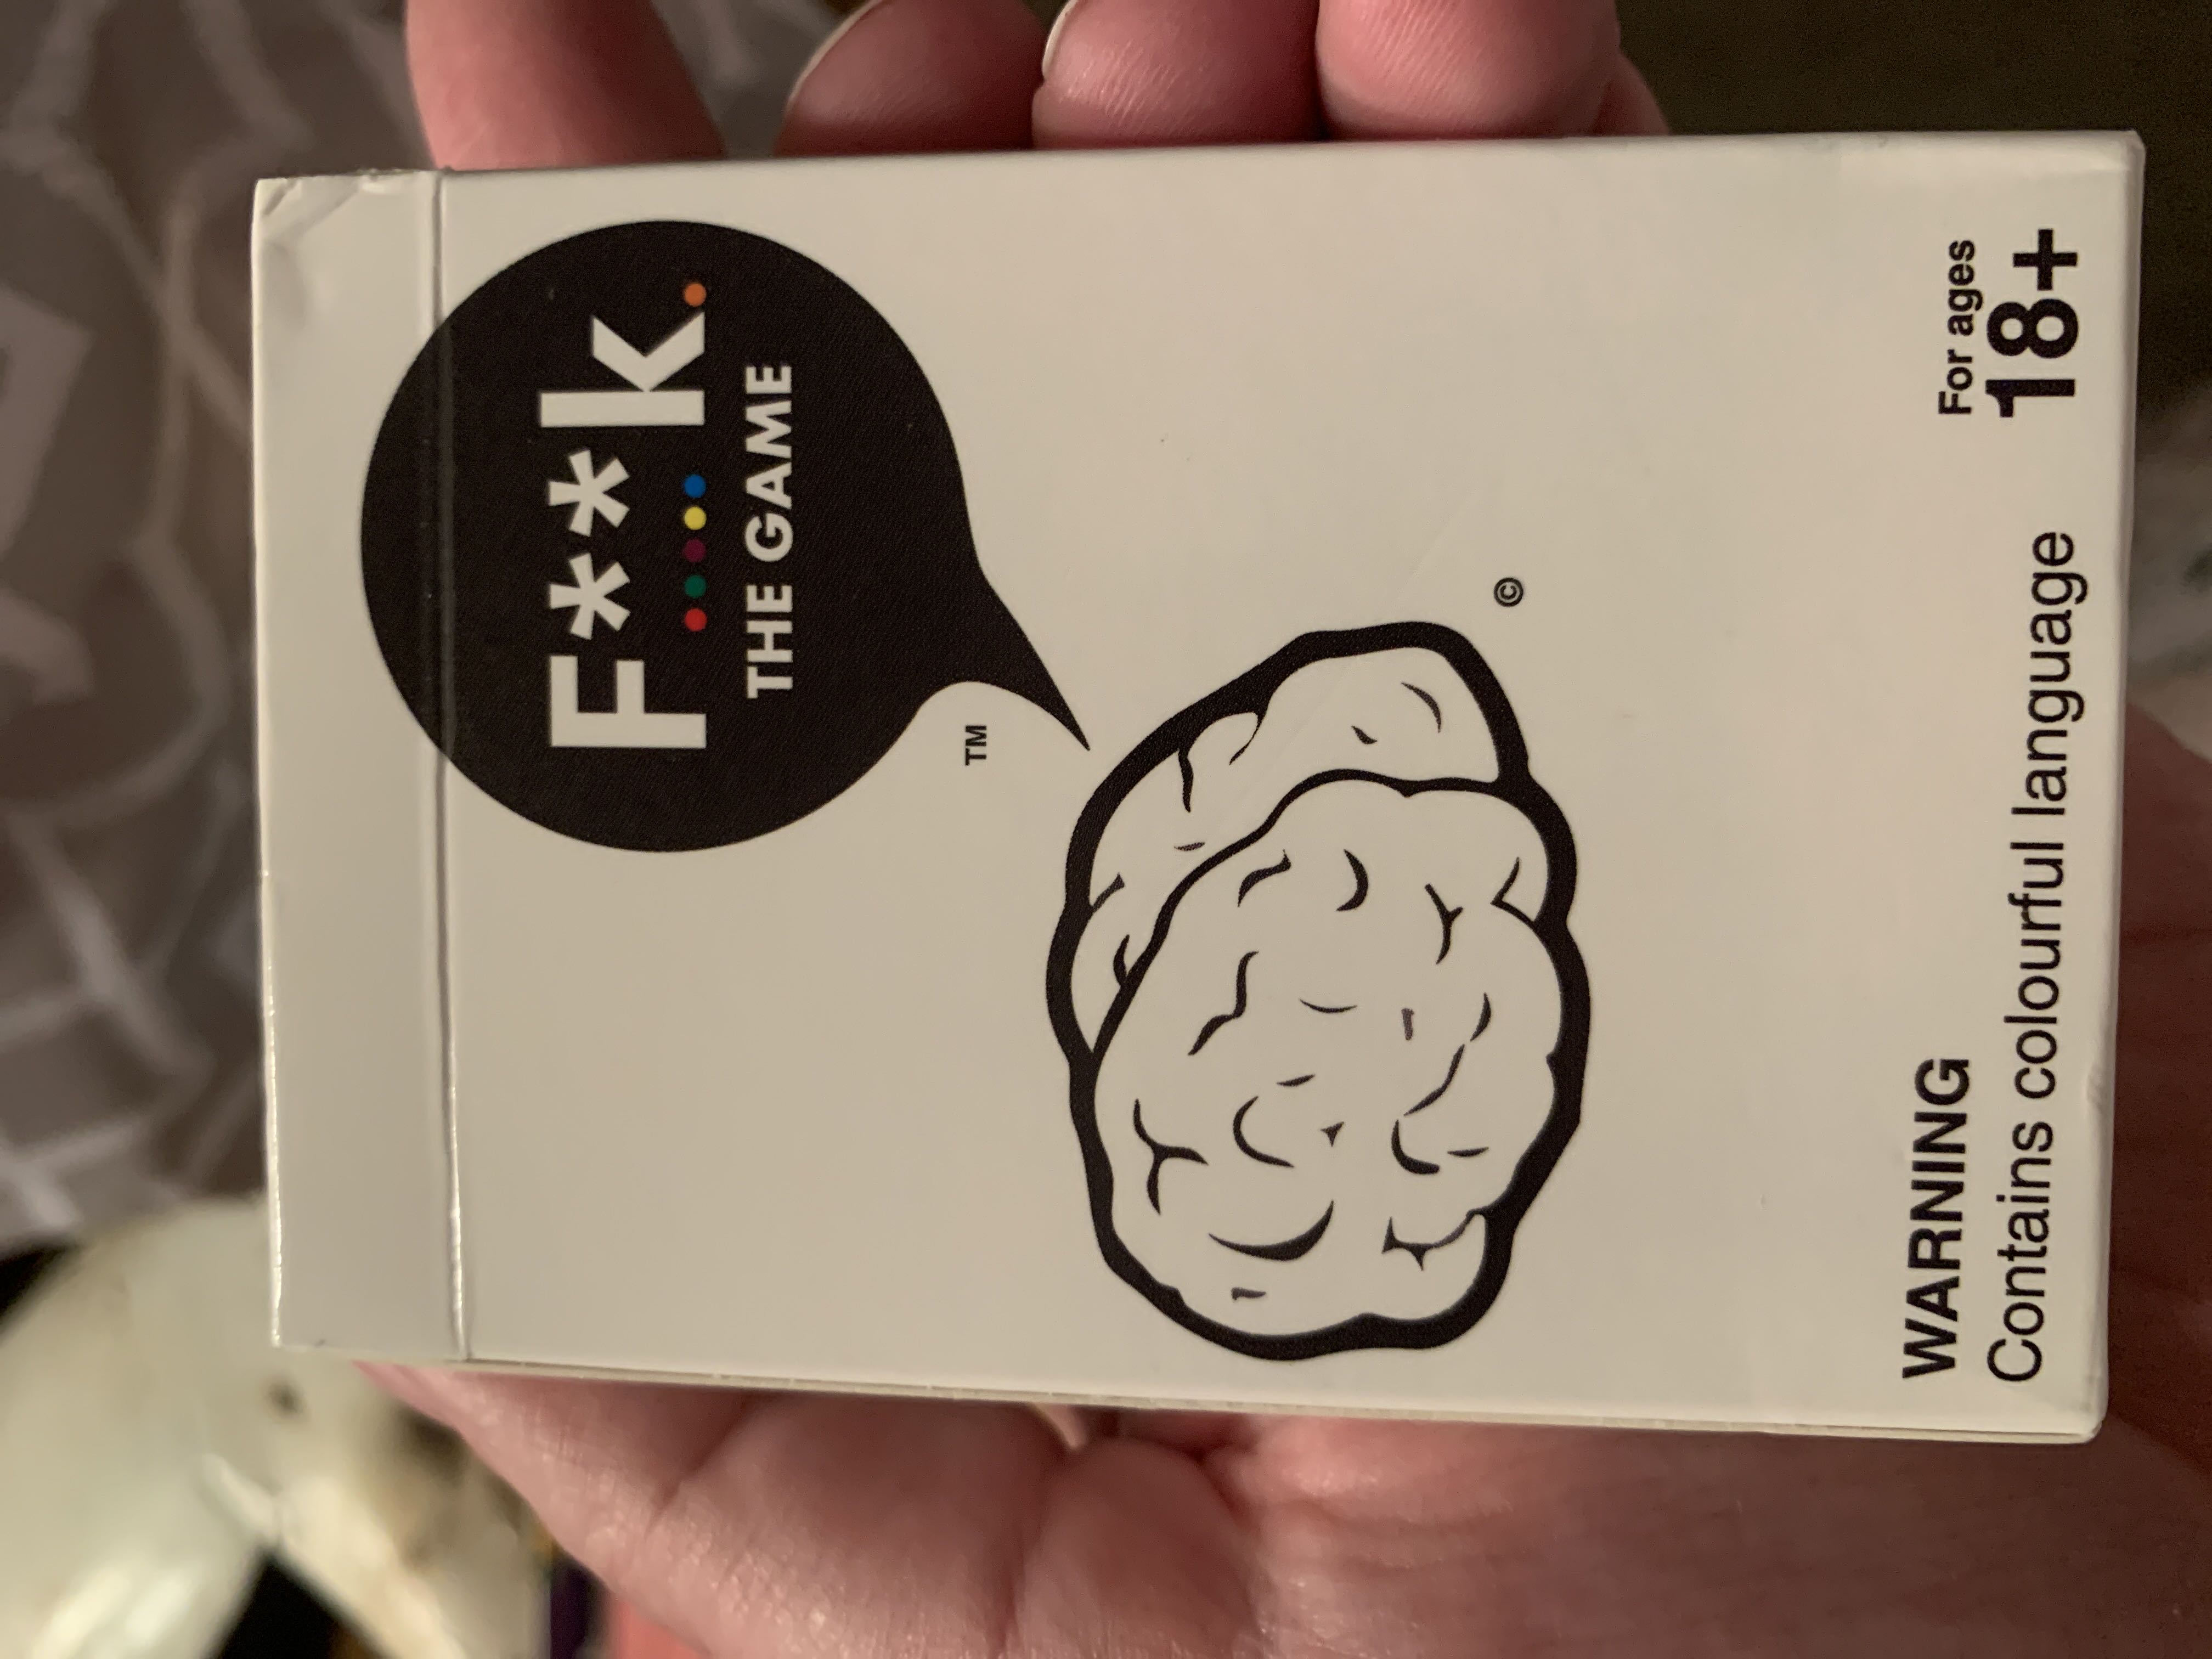 F**k.
THE GAME
TM
©
WARNING
Contains colourful language
For ages
18+